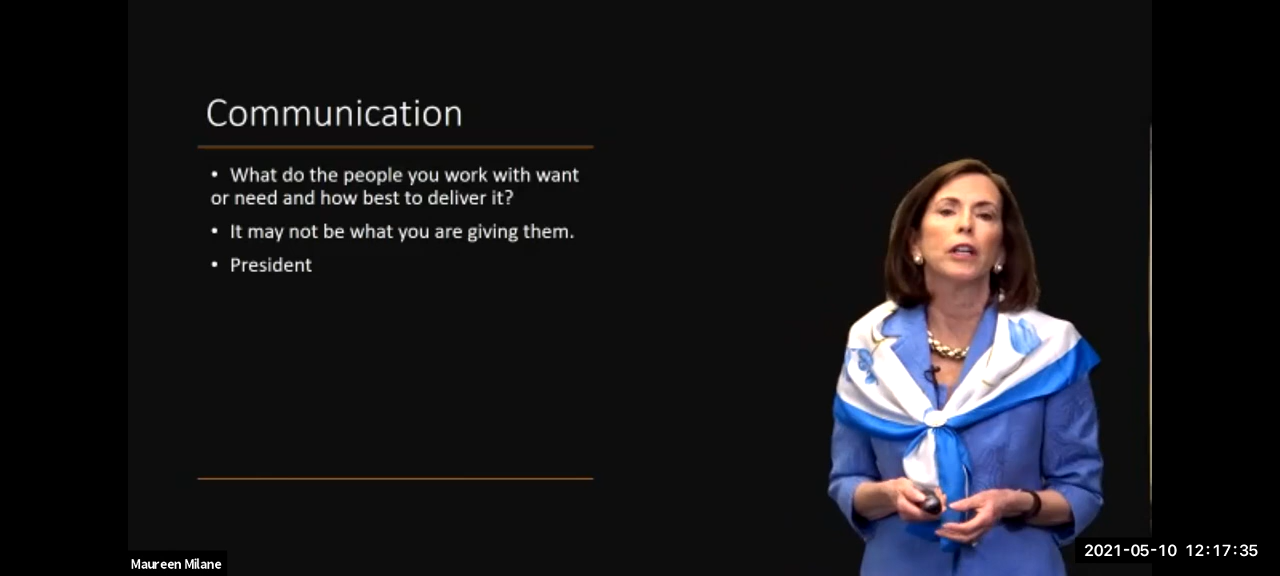 Communication
• What do the people you work with want
or need and how best to deliver it?
• It may not be what you are giving them.
• President
Maureen Milane
2021-05-10 12:17:35